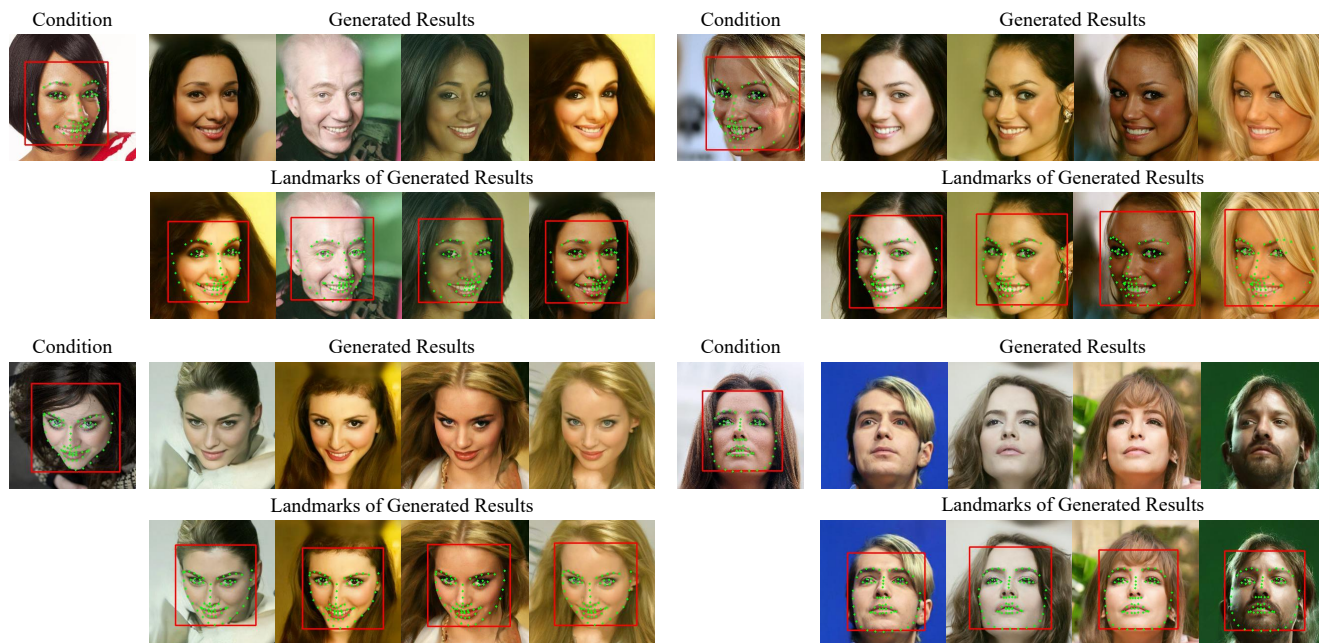 Condition
Generated Results
Condition
Generated Results
Landmarks of Generated Results
Landmarks of Generated Results
Condition
Generated Results
Condition
Generated Results
Landmarks of Generated Results
Landmarks of Generated Results